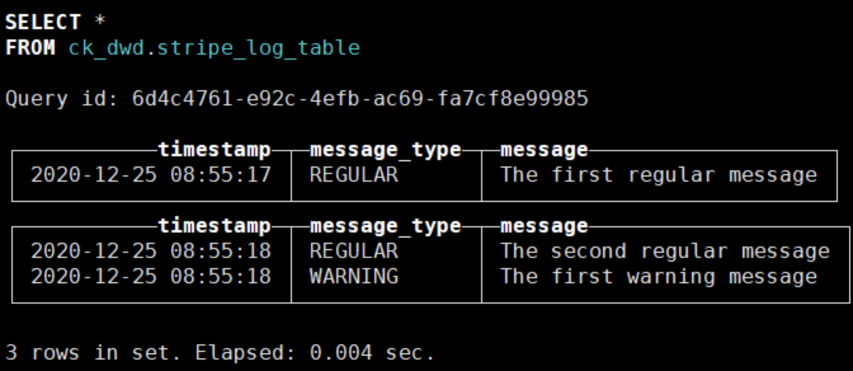 SELECT *
FROM ck_dwd.stripe_log_table
Query id: 6d4c4761-e92c-4efb-ac69-fa7cf8e99985
timestamp message_type message
2020-12-25 08:55:17 REGULAR The first regular message
timestamp message_type message
2020-12-25 08:55:18 REGULAR The second regular message
2020-12-25 08:55:18 WARNING The first warning message
3 rows in set. Elapsed: 0.004 sec.